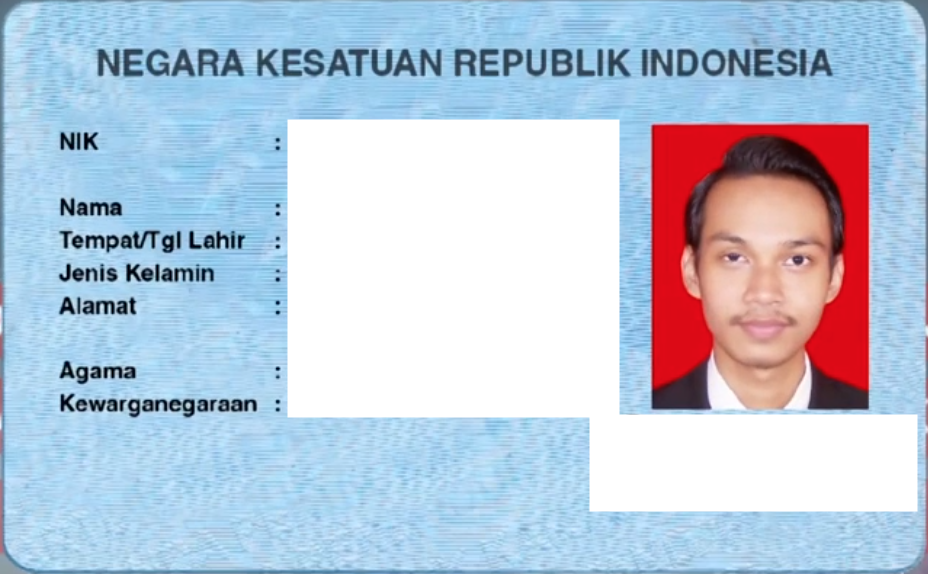 NEGARA KESATUAN REPUBLIK INDONESIA
NIK :
Nama :
Tempat/Tgl Lahir :
Jenis Kelamin :
Alamat :
Agama :
Kewarganegaraan :